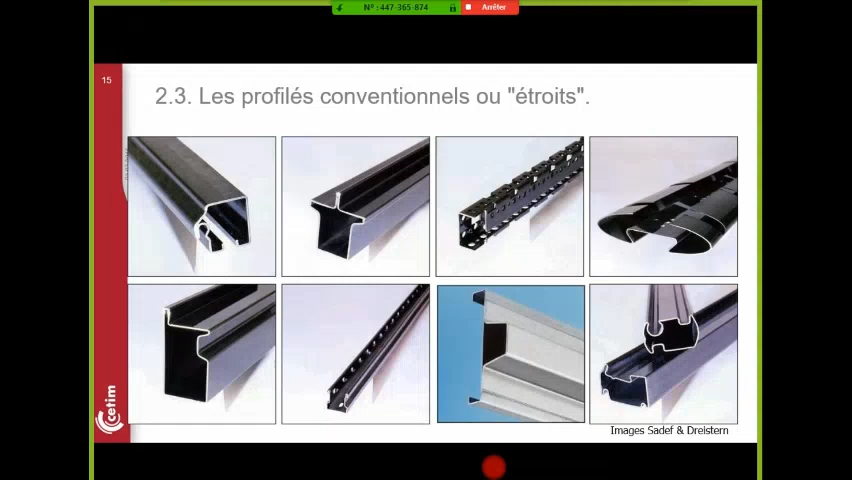 N° : 447-365-874
Arrêter
15
2.3. Les profilés conventionnels ou "étroits".
cetim
Images Sadef & Dreistern